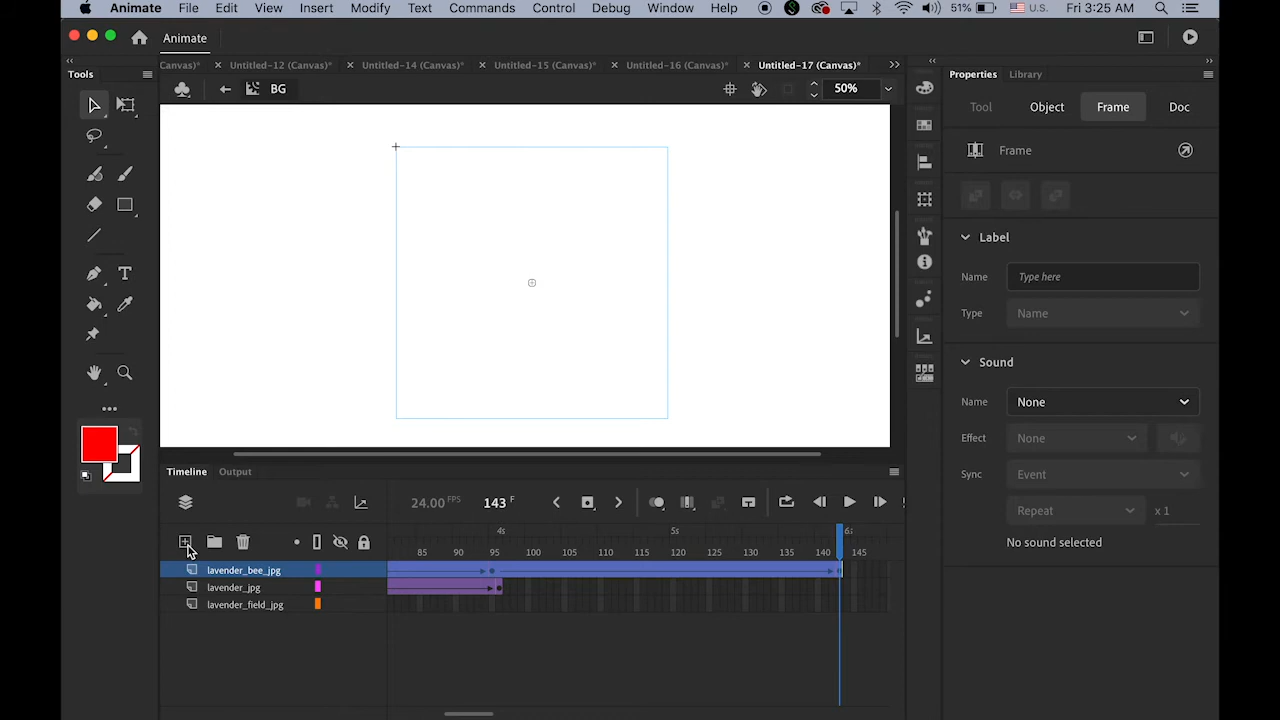 Animate File Edit View Insert Modify Text Commands Control Debug Window Help 51% U.S. Fri 3:25 AM
Animate
Tools
Canvas)* × Untitled-12 (Canvas)* × Untitled-14 (Canvas)* × Untitled-15 (Canvas)* × Untitled-16 (Canvas)* × Untitled-17 (Canvas)*
Properties Library
BG 50%
Tool Object Frame Doc
Frame
Label
Name Type here
Type Name
Sound
Name None
Effect None
Sync Event
Repeat x 1
No sound selected
Timeline Output
24.00 FPS 143 F
4s 5s 6s
85 90 95 100 105 110 115 120 125 130 135 140 145
lavender_bee_jpg
lavender_jpg
lavender_field_jpg